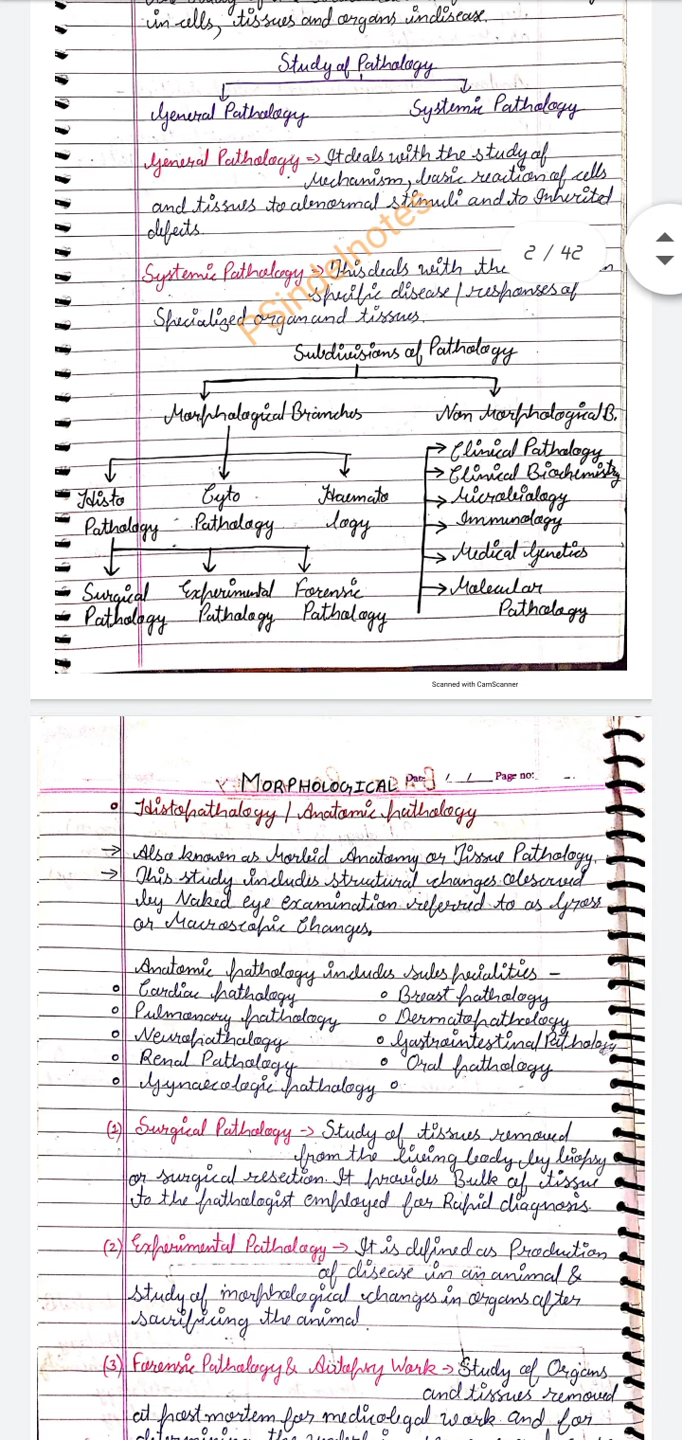 in cells, tissues and organs in disease.
Study of Pathology
General Pathology
Systemic Pathology
General Pathology => It deals with the study of
Mechanism, basic reaction of cells
and tissues to abnormal stimuli and to Inherited
defects.
2 / 42
Systemic Pathology => This deals with the
specific disease / responses of
Specialized organ and tissues.
PSingdelnotes
Subdivisions of Pathology
Morphological Branches
Non Morphological B.
Histo Pathology
Cyto Pathology
Haemato logy
Surgical Pathology
Experimental Pathology
Forensic Pathology
→ Clinical Pathology
→ Clinical Biochemistry
→ Microbiology
→ Immunology
→ Medical Genetics
→ Molecular
Pathology
Scanned with CamScanner
MORPHOLOGICAL
Page no:
Histopathology / Anatomic pathology
→ Also known as Morbid Anatomy or Tissue Pathology.
→ This study includes structural changes observed
by Naked eye examination referred to as Gross
or Macroscopic Changes.
Anatomic pathology includes subspecialities –
Cardiac pathology
Breast pathology
Pulmonary pathology
Dermatopathology
Neuropathology
Gastrointestinal Pathology
Renal Pathology
Oral pathology
Gynaecologic pathology
(1) Surgical Pathology → Study of tissues removed
from the living body by biopsy
or surgical resection. It provides Bulk of tissue
to the pathologist employed for Rapid diagnosis.
(2) Experimental Pathology → It is defined as Production
of disease in an animal &
study of morphological changes in organs after
sacrificing the animal
(3) Forensic Pathology & Autopsy Work → Study of Organs
and tissues removed
at post mortem for medicolegal work and for
determining the